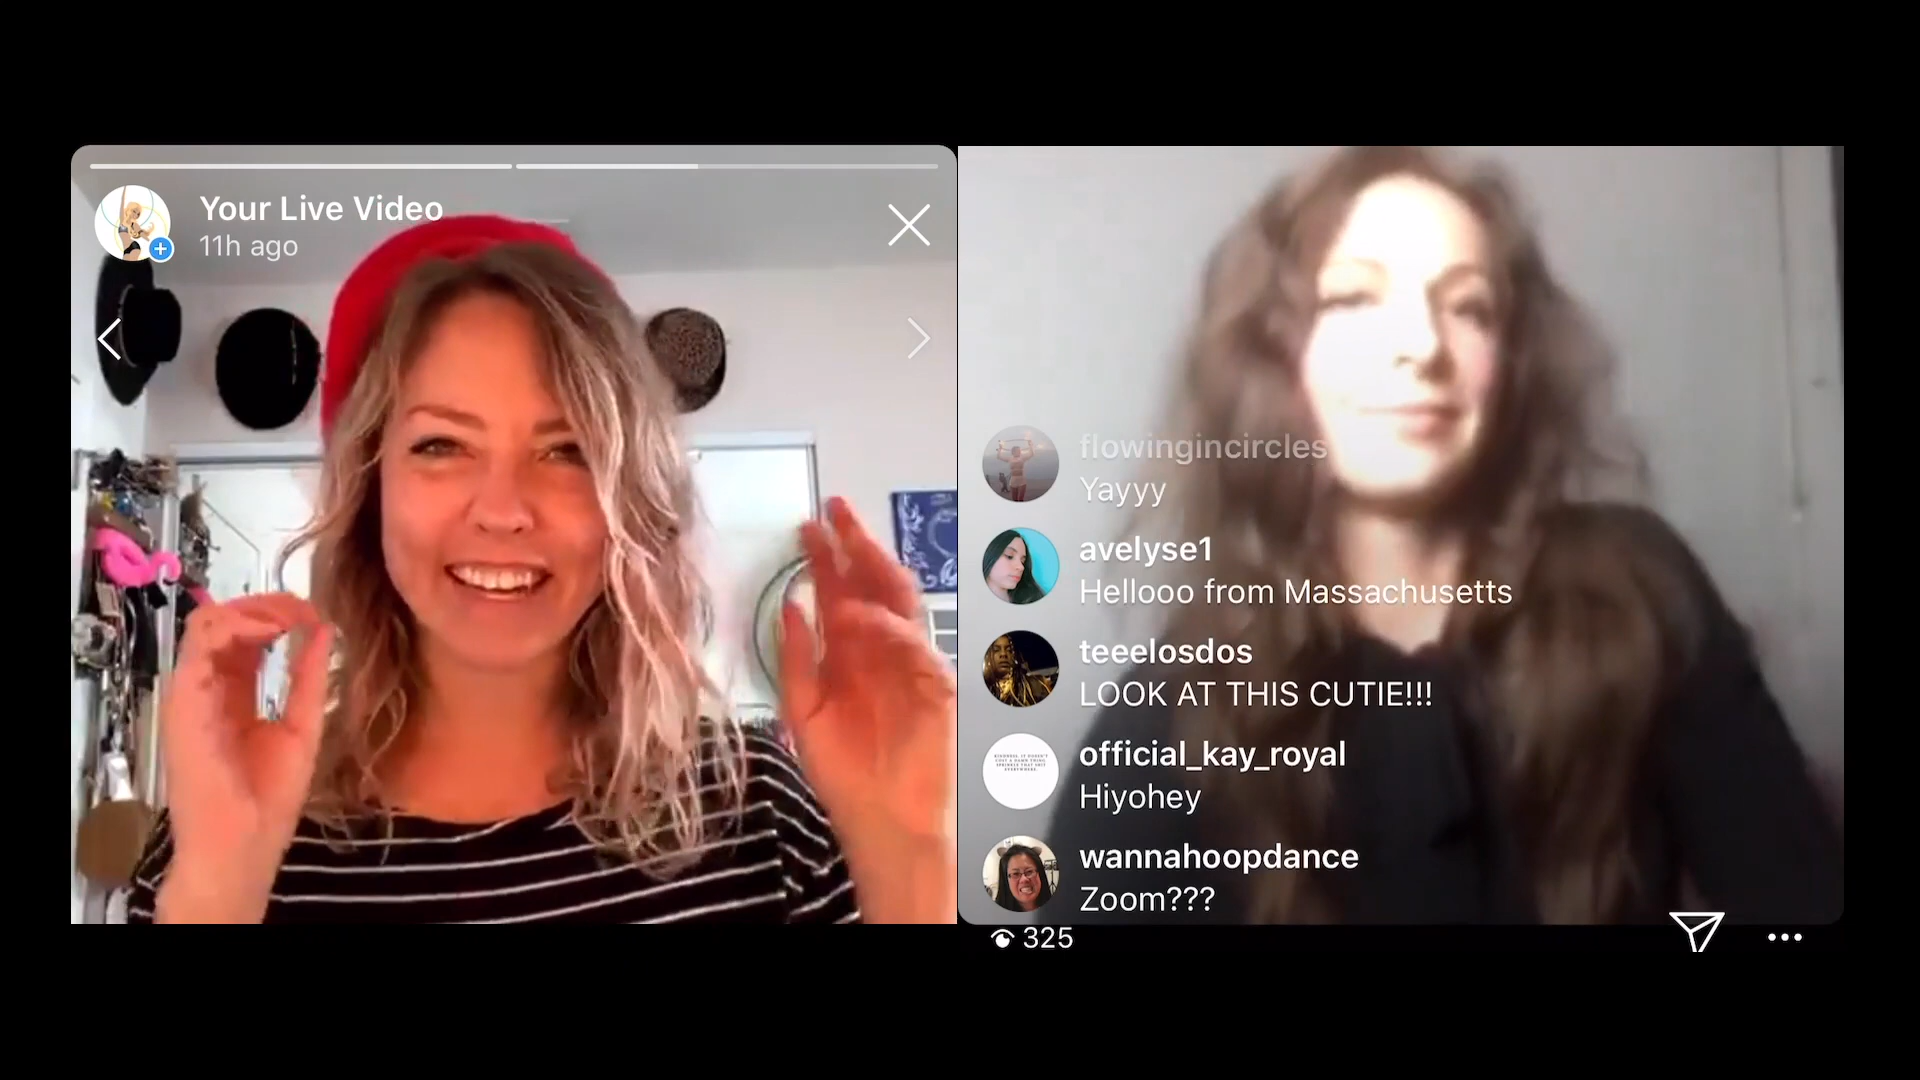 Your Live Video
11h ago
flowingincircles
Yayyy
avelyse1
Hellooo from Massachusetts
teeelosdos
LOOK AT THIS CUTIE!!!
official_kay_royal
Hiyohey
wannahoopdance
Zoom???
325